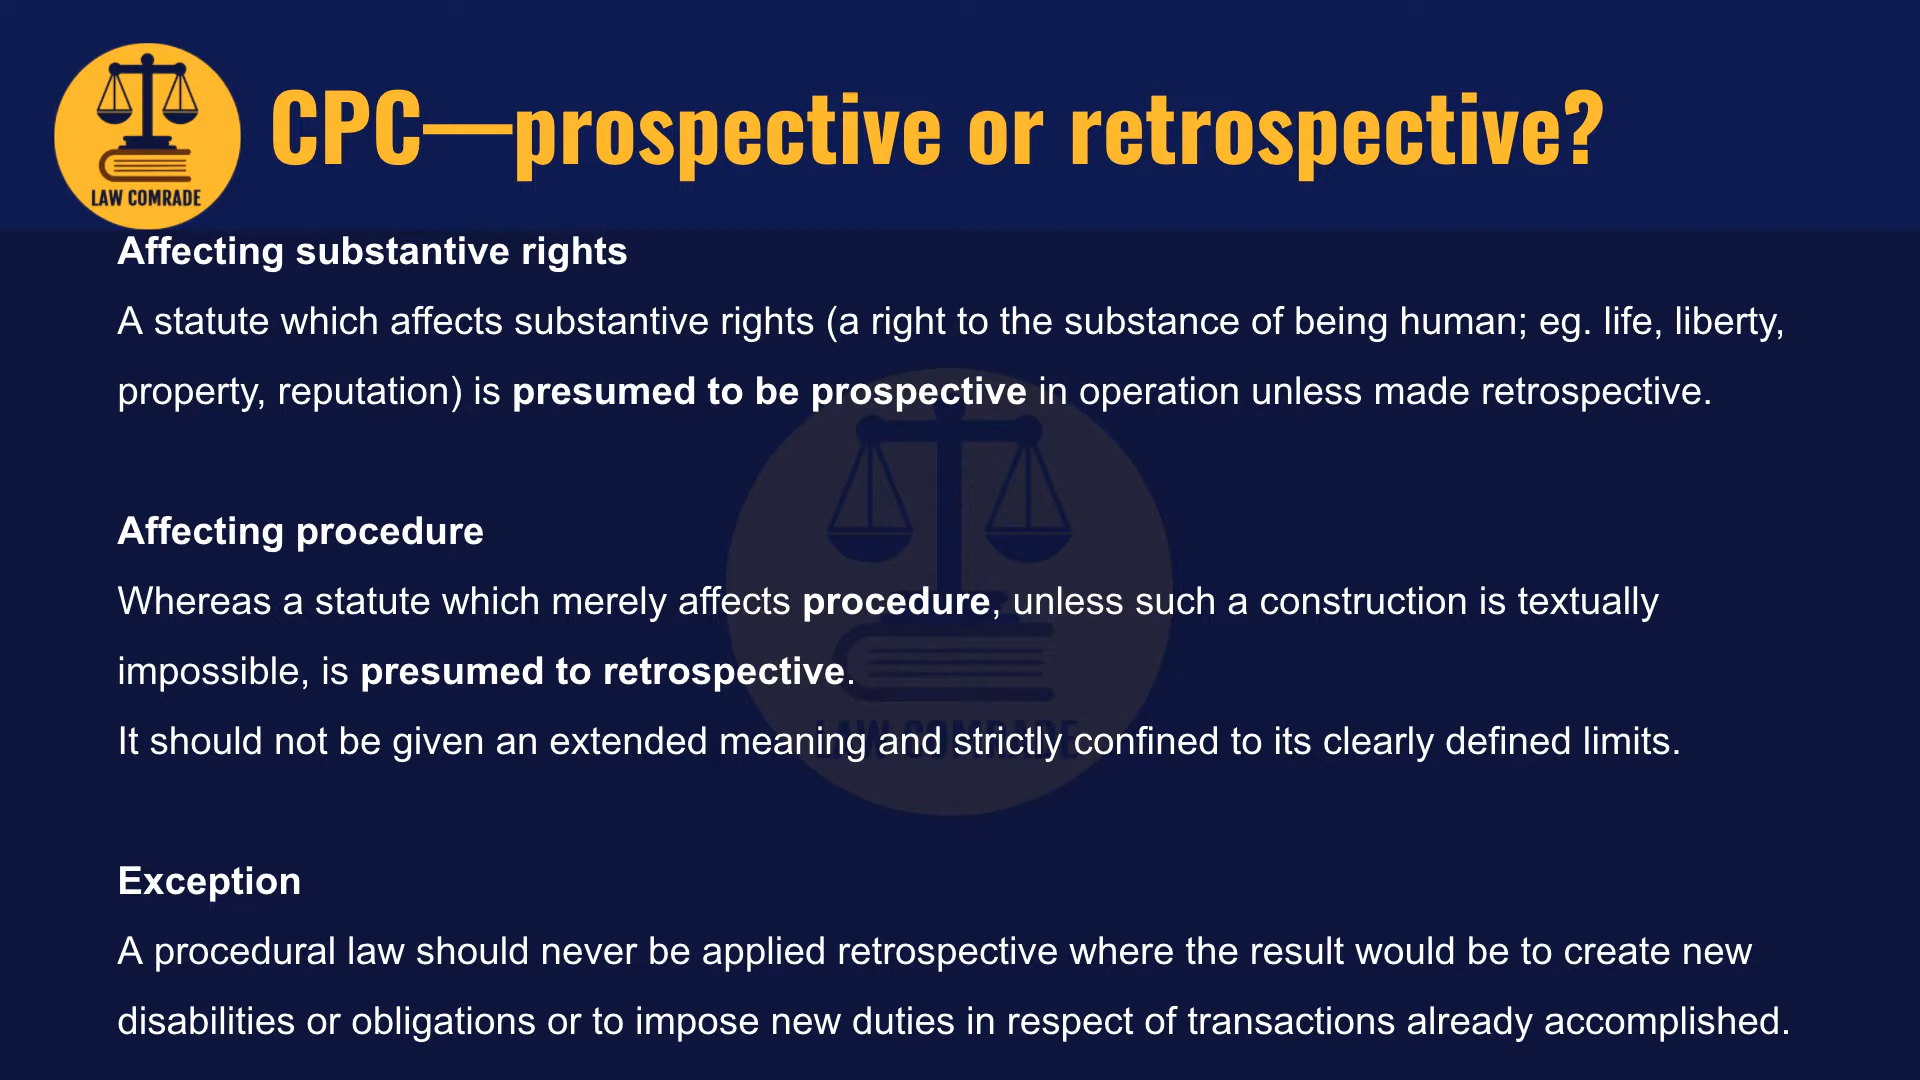 LAW COMRADE
CPC—prospective or retrospective?
Affecting substantive rights
A statute which affects substantive rights (a right to the substance of being human; eg. life, liberty,
property, reputation) is presumed to be prospective in operation unless made retrospective.
Affecting procedure
Whereas a statute which merely affects procedure, unless such a construction is textually
impossible, is presumed to retrospective.
It should not be given an extended meaning and strictly confined to its clearly defined limits.
LAW COMRADE
Exception
A procedural law should never be applied retrospective where the result would be to create new
disabilities or obligations or to impose new duties in respect of transactions already accomplished.